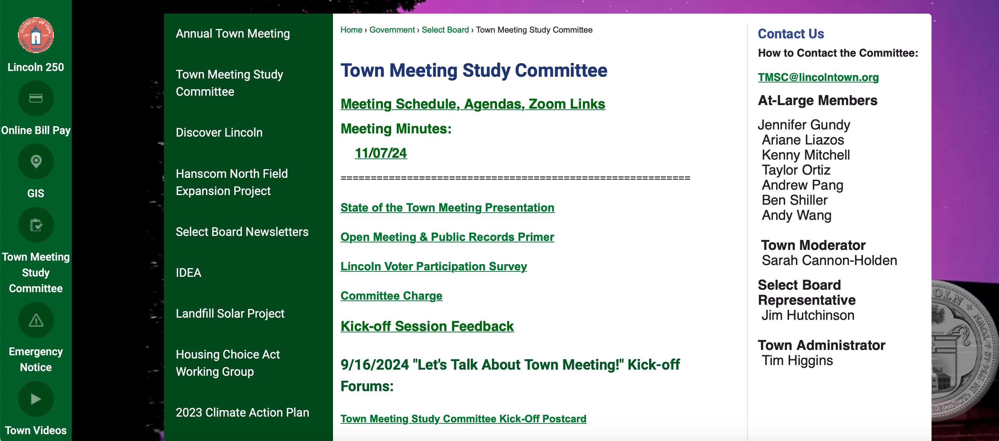 Lincoln 250
Online Bill Pay
GIS
Town Meeting
Study
Committee
Emergency
Notice
Town Videos
Annual Town Meeting
Town Meeting Study
Committee
Discover Lincoln
Hanscom North Field
Expansion Project
Select Board Newsletters
IDEA
Landfill Solar Project
Housing Choice Act
Working Group
2023 Climate Action Plan
Home › Government › Select Board › Town Meeting Study Committee
Town Meeting Study Committee
Meeting Schedule, Agendas, Zoom Links
Meeting Minutes:
11/07/24
==========================================================
State of the Town Meeting Presentation
Open Meeting & Public Records Primer
Lincoln Voter Participation Survey
Committee Charge
Kick-off Session Feedback
9/16/2024 "Let's Talk About Town Meeting!" Kick-off
Forums:
Town Meeting Study Committee Kick-Off Postcard
Contact Us
How to Contact the Committee:
TMSC@lincolntown.org
At-Large Members
Jennifer Gundy
Ariane Liazos
Kenny Mitchell
Taylor Ortiz
Andrew Pang
Ben Shiller
Andy Wang
Town Moderator
Sarah Cannon-Holden
Select Board
Representative
Jim Hutchinson
Town Administrator
Tim Higgins
OLN
TOWN
IN·1754·A
PRECINCT;